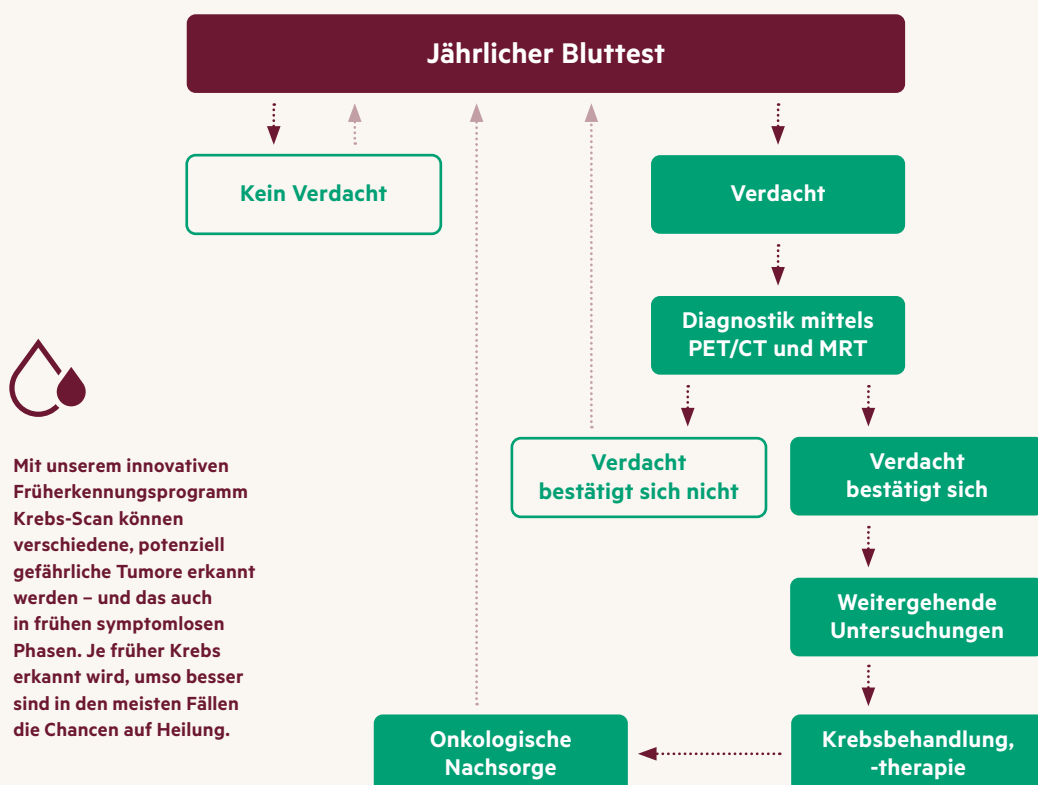 Jährlicher Bluttest
Kein Verdacht
Verdacht
Diagnostik mittels
PET/CT und MRT
Verdacht
bestätigt sich nicht
Verdacht
bestätigt sich
Mit unserem innovativen
Früherkennungsprogramm
Krebs-Scan können
verschiedene, potenziell
gefährliche Tumore erkannt
werden – und das auch
in frühen symptomlosen
Phasen. Je früher Krebs
erkannt wird, umso besser
sind in den meisten Fällen
die Chancen auf Heilung.
Weitergehende
Untersuchungen
Krebsbehandlung,
-therapie
Onkologische
Nachsorge